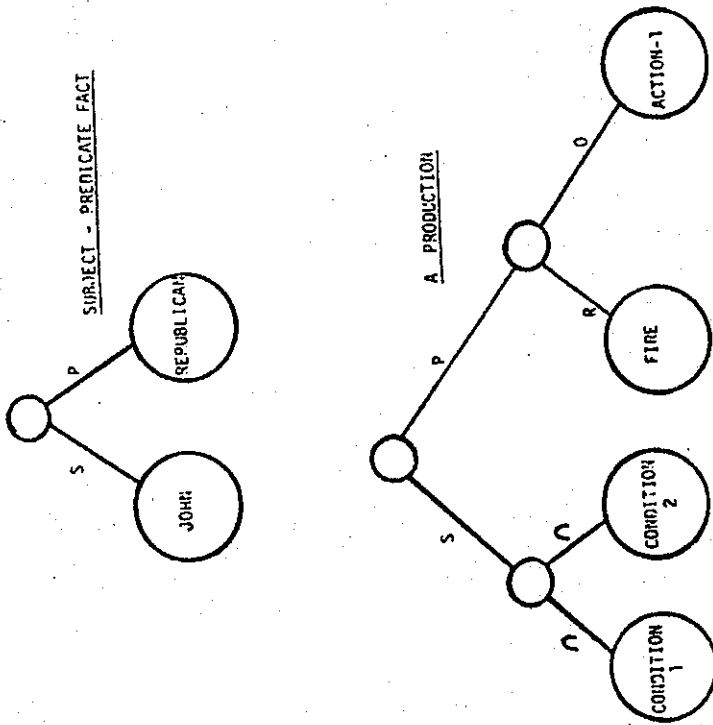 SUBJECT - PREDICATE FACT
S
P
JOHN
REPUBLICAN
A PRODUCTION
S
P
C
C
R
O
CONDITION
1
CONDITION
2
FIRE
ACTION-1